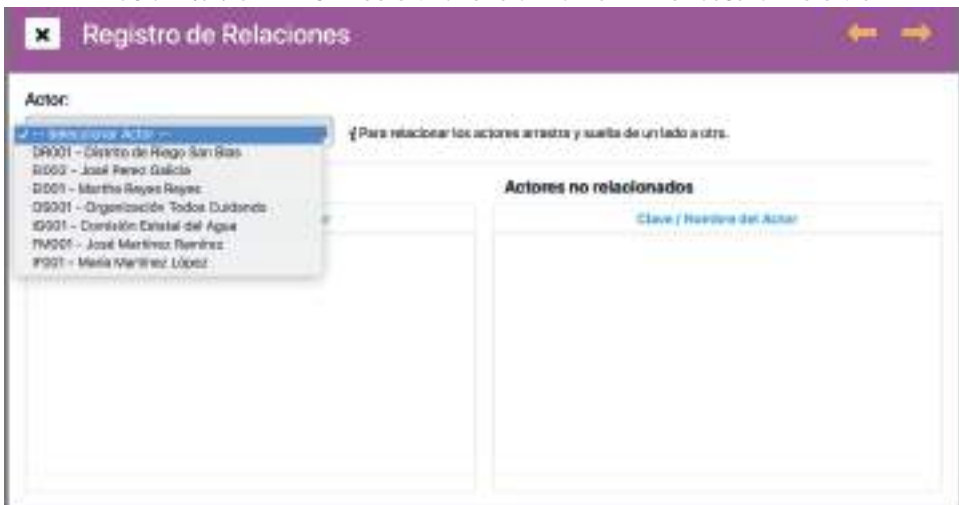 Registro de Relaciones
Actor:
-- Seleccionar Actor --
Para relacionar los actores arrastra y suelta de un lado a otro.
DR001 - Distrito de Riego San Blas
EI002 - José Perez Galicia
EI001 - Martha Reyes Reyes
OS001 - Organización Todos Cuidando
IG001 - Comisión Estatal del Agua
PM001 - José Martínez Ramírez
IF001 - María Martínez López
Actores no relacionados
Clave / Nombre del Actor